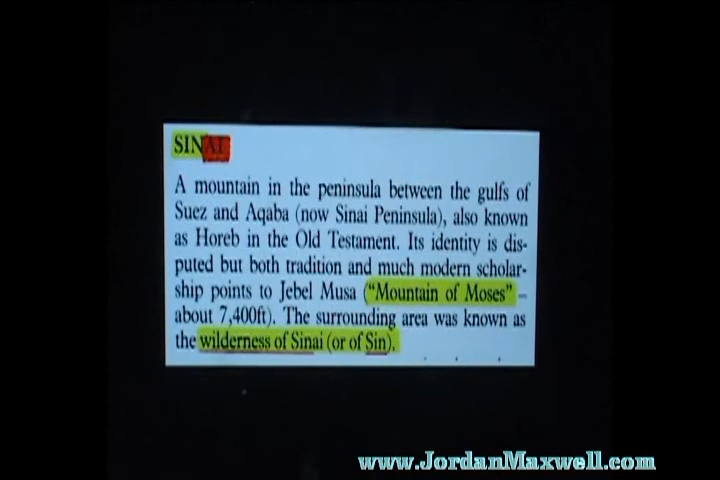 SINAI
A mountain in the peninsula between the gulfs of
Suez and Aqaba (now Sinai Peninsula), also known
as Horeb in the Old Testament. Its identity is dis-
puted but both tradition and much modern scholar-
ship points to Jebel Musa (“Mountain of Moses” –
about 7,400ft). The surrounding area was known as
the wilderness of Sinai (or of Sin).
www.JordanMaxwell.com